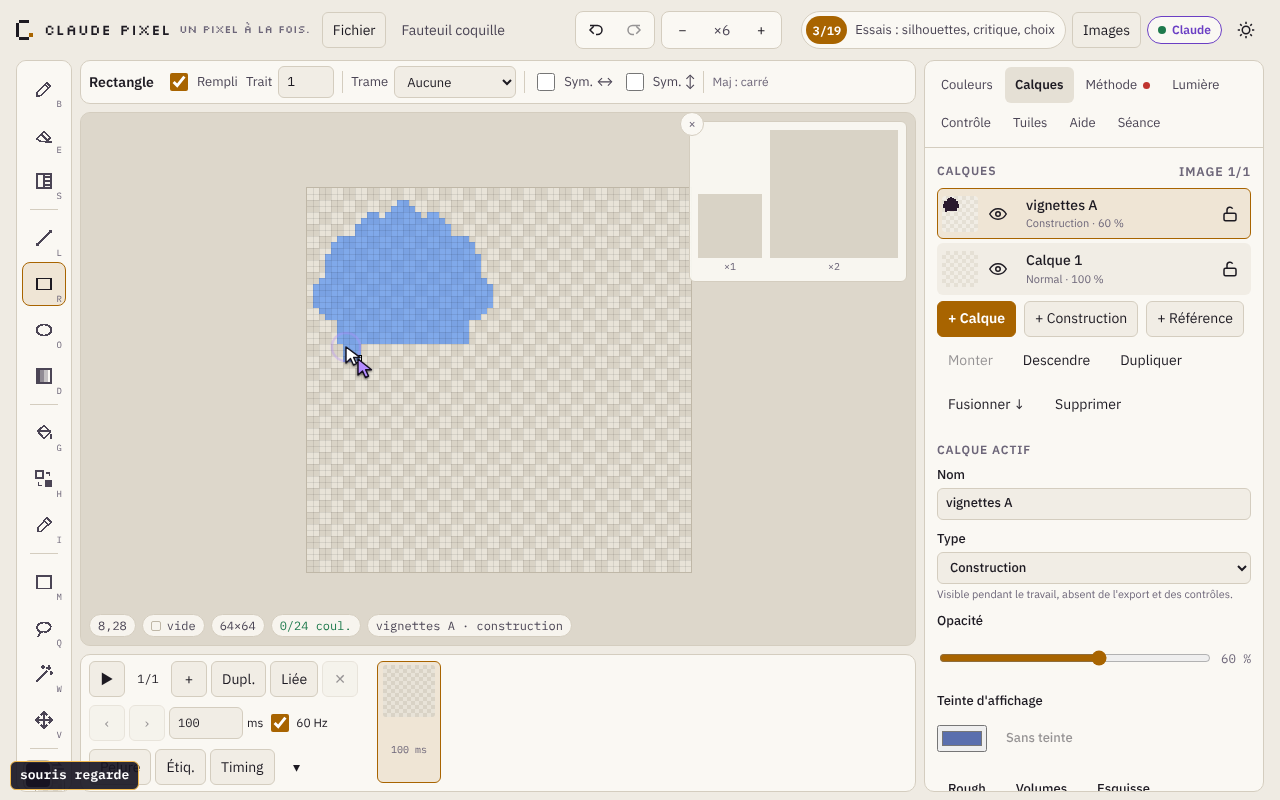 CLAUDE PIXEL
UN PIXEL À LA FOIS.
Fichier
Fauteuil coquille
− ×6 +
3/19 Essais : silhouettes, critique, choix
Images
Claude
Rectangle
Rempli
Trait 1
Trame Aucune
Sym. ↔
Sym. ↕
Maj : carré
B
E
S
L
R
O
D
G
H
I
M
Q
W
V
×
×1
×2
8,28
vide
64×64
0/24 coul.
vignettes A · construction
1/1
+
Dupl.
Liée
×
‹
›
100 ms
60 Hz
Étiq.
Timing
▼
100 ms
souris regarde
Couleurs
Calques
Méthode
Lumière
Contrôle
Tuiles
Aide
Séance
CALQUES
IMAGE 1/1
vignettes A
Construction · 60 %
Calque 1
Normal · 100 %
+ Calque
+ Construction
+ Référence
Monter
Descendre
Dupliquer
Fusionner ↓
Supprimer
CALQUE ACTIF
Nom
vignettes A
Type
Construction
Visible pendant le travail, absent de l'export et des contrôles.
Opacité
60 %
Teinte d'affichage
Sans teinte
Rough
Volumes
Esquisse